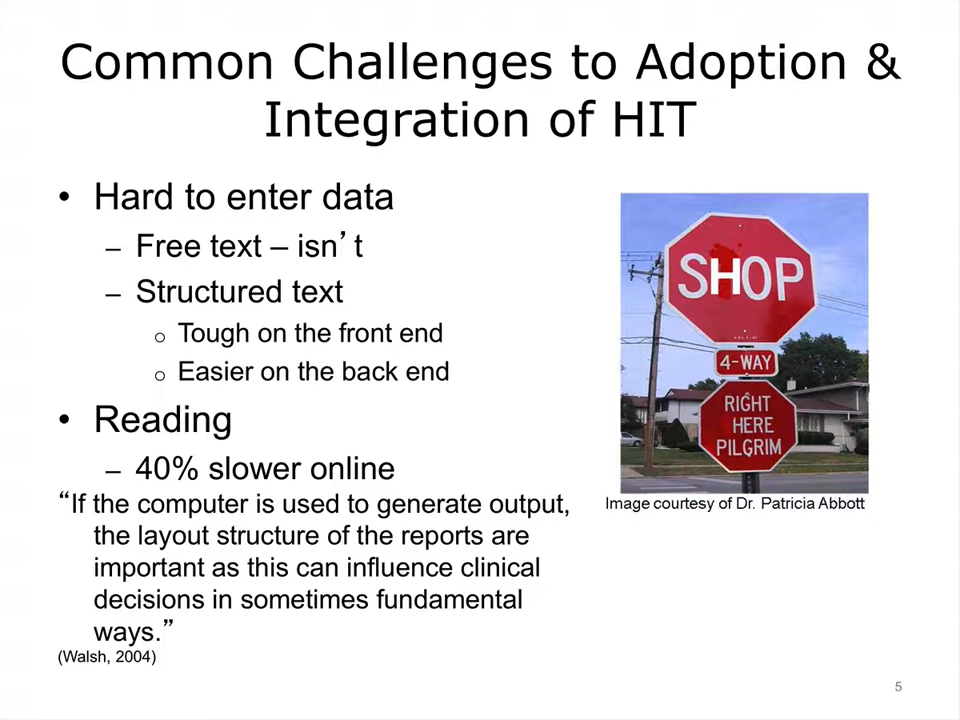 Common Challenges to Adoption &
Integration of HIT
• Hard to enter data
– Free text – isn’t
– Structured text
o Tough on the front end
o Easier on the back end
• Reading
– 40% slower online
“If the computer is used to generate output,
the layout structure of the reports are
important as this can influence clinical
decisions in sometimes fundamental
ways.”
(Walsh, 2004)
SHOP
4-WAY
RIGHT
HERE
PILGRIM
Image courtesy of Dr. Patricia Abbott
5